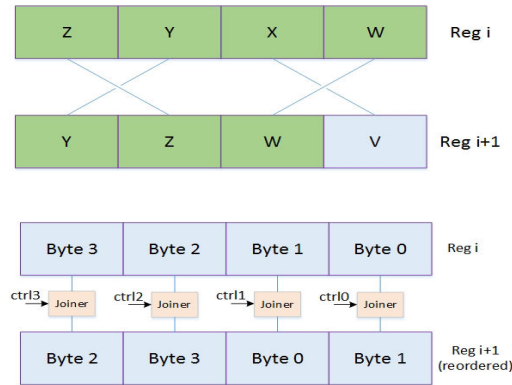 Z Y X W Reg i
Y Z W V Reg i+1
Byte 3 Byte 2 Byte 1 Byte 0 Reg i
ctrl3 Joiner ctrl2 Joiner ctrl1 Joiner ctrl0 Joiner
Byte 2 Byte 3 Byte 0 Byte 1 Reg i+1
(reordered)